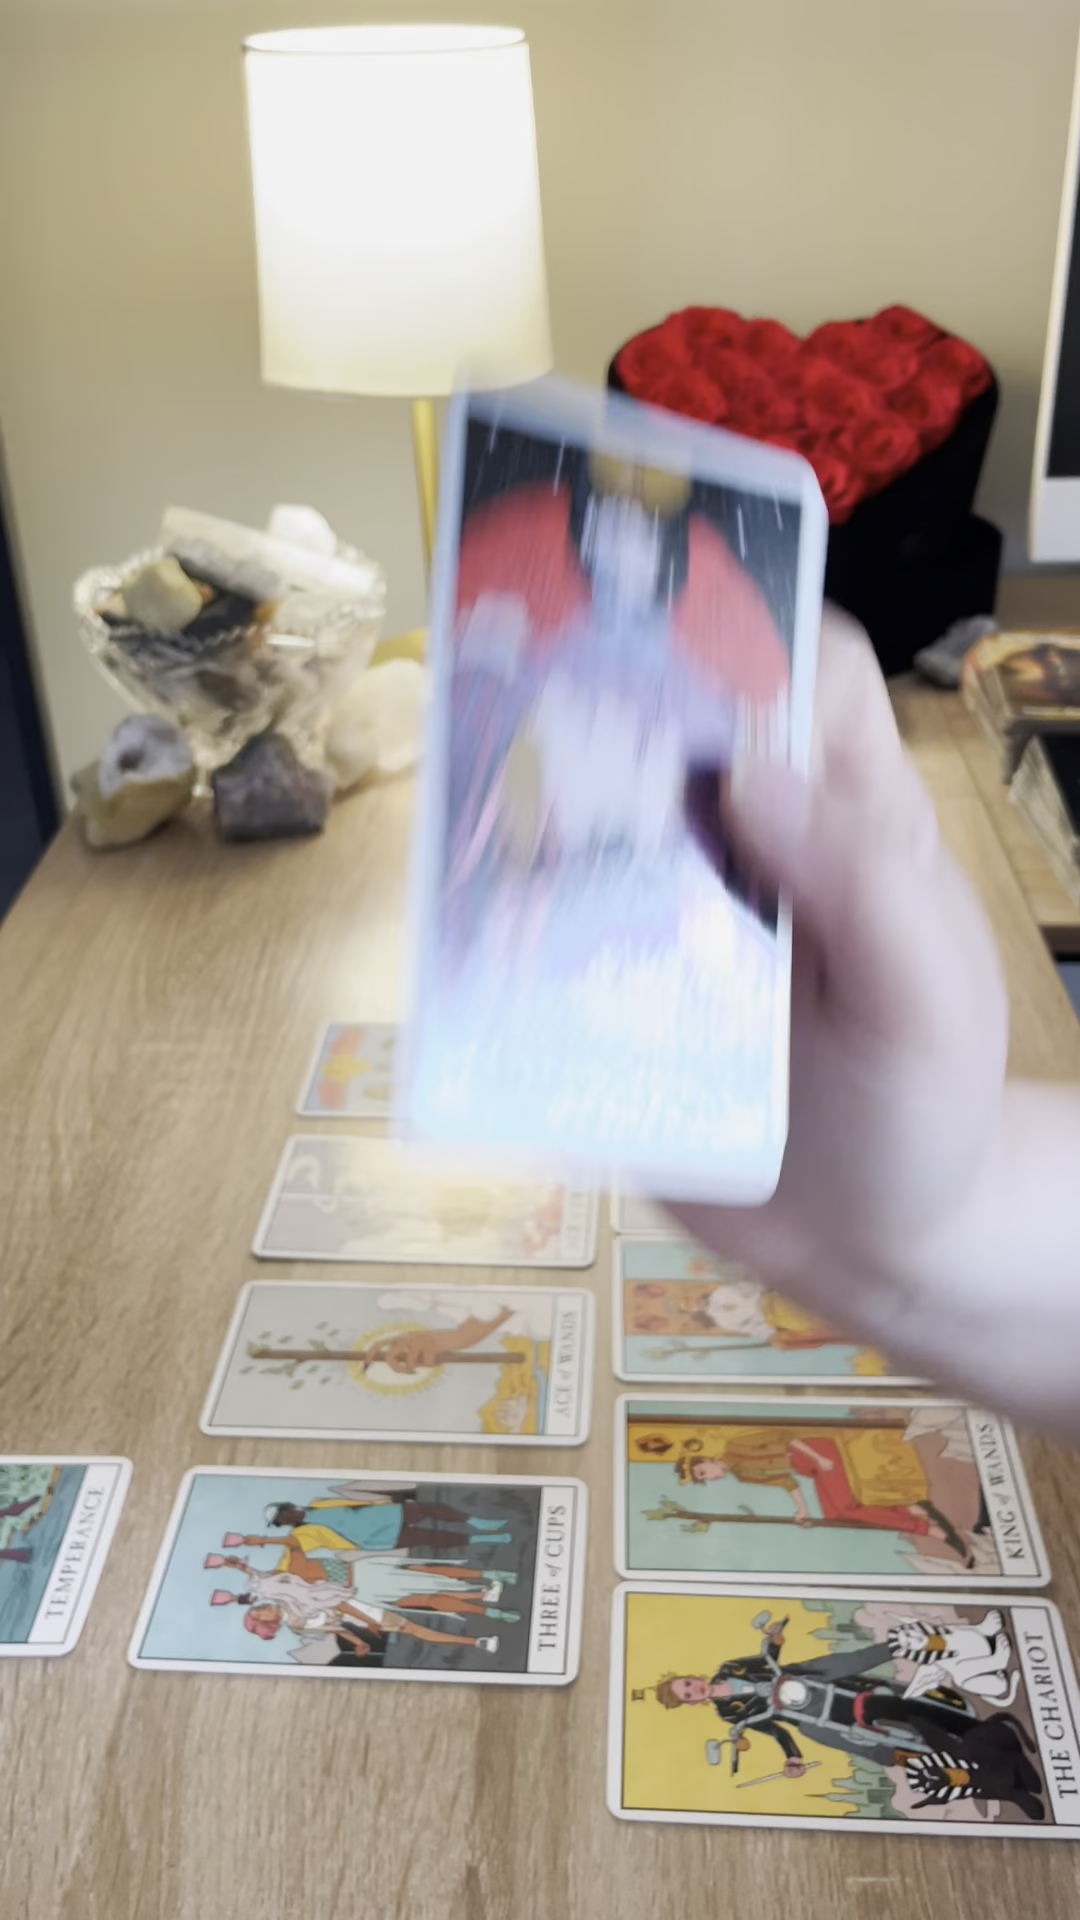 ACE of WANDS
KING of WANDS
TEMPERANCE
THREE of CUPS
THE CHARIOT